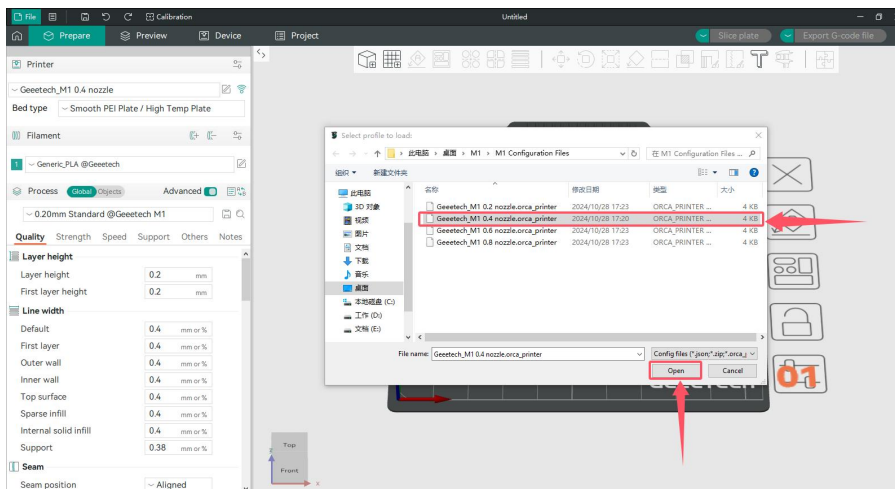 File Calibration Untitled
Prepare Preview Device Project Slice plate Export G-code file
Printer
Geeetech_M1 0.4 nozzle
Bed type Smooth PEI Plate / High Temp Plate
Filament
1 Generic_PLA @Geeetech
Process Global Objects Advanced
0.20mm Standard @Geeetech M1
Quality Strength Speed Support Others Notes
Layer height
Layer height 0.2 mm
First layer height 0.2 mm
Line width
Default 0.4 mm or %
First layer 0.4 mm or %
Outer wall 0.4 mm or %
Inner wall 0.4 mm or %
Top surface 0.4 mm or %
Sparse infill 0.4 mm or %
Internal solid infill 0.4 mm or %
Support 0.38 mm or %
Seam
Seam position Aligned
Select profile to load:
此电脑 › 桌面 › M1 › M1 Configuration Files 在 M1 Configuration Files ...
组织 新建文件夹
名称 修改日期 类型 大小
此电脑
3D 对象
视频
图片
文档
下载
音乐
桌面
本地磁盘 (C:)
工作 (D:)
文档 (E:)
Geeetech_M1 0.2 nozzle.orca_printer 2024/10/28 17:23 ORCA_PRINTER ... 4 KB
Geeetech_M1 0.4 nozzle.orca_printer 2024/10/28 17:20 ORCA_PRINTER ... 4 KB
Geeetech_M1 0.6 nozzle.orca_printer 2024/10/28 17:23 ORCA_PRINTER ... 4 KB
Geeetech_M1 0.8 nozzle.orca_printer 2024/10/28 17:23 ORCA_PRINTER ... 4 KB
File name: Geeetech_M1 0.4 nozzle.orca_printer Config files (*.json;*.zip;*.orca_
Open Cancel
01
Top
Front
z
x